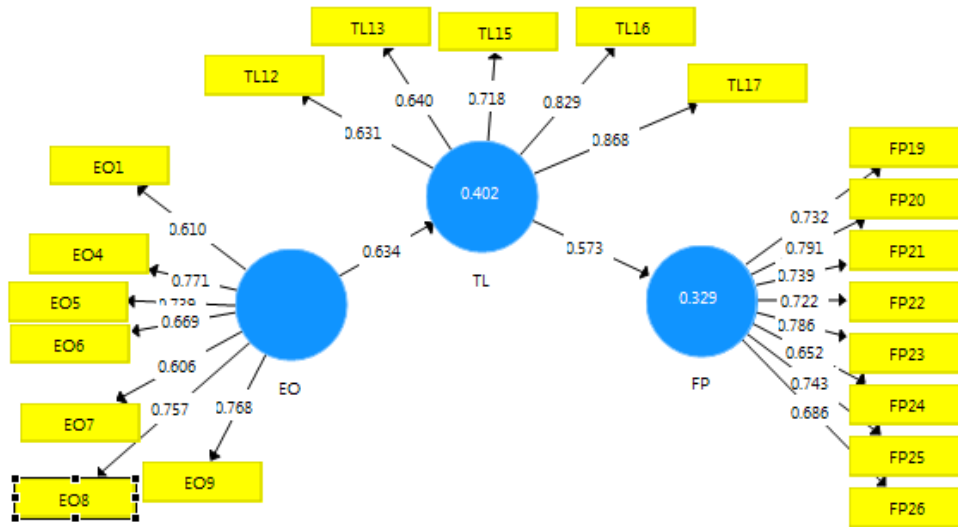 TL13
TL15
TL16
TL12
TL17
0.640
0.718
0.829
0.631
0.868
EO1
FP19
0.402
FP20
0.610
0.732
EO4
0.634
TL
0.573
0.791
FP21
0.771
0.739
EO5
0.329
0.722
FP22
0.669
0.786
EO6
FP23
0.606
EO
FP
0.652
0.757
0.768
0.743
FP24
EO7
0.686
FP25
EO9
EO8
FP26